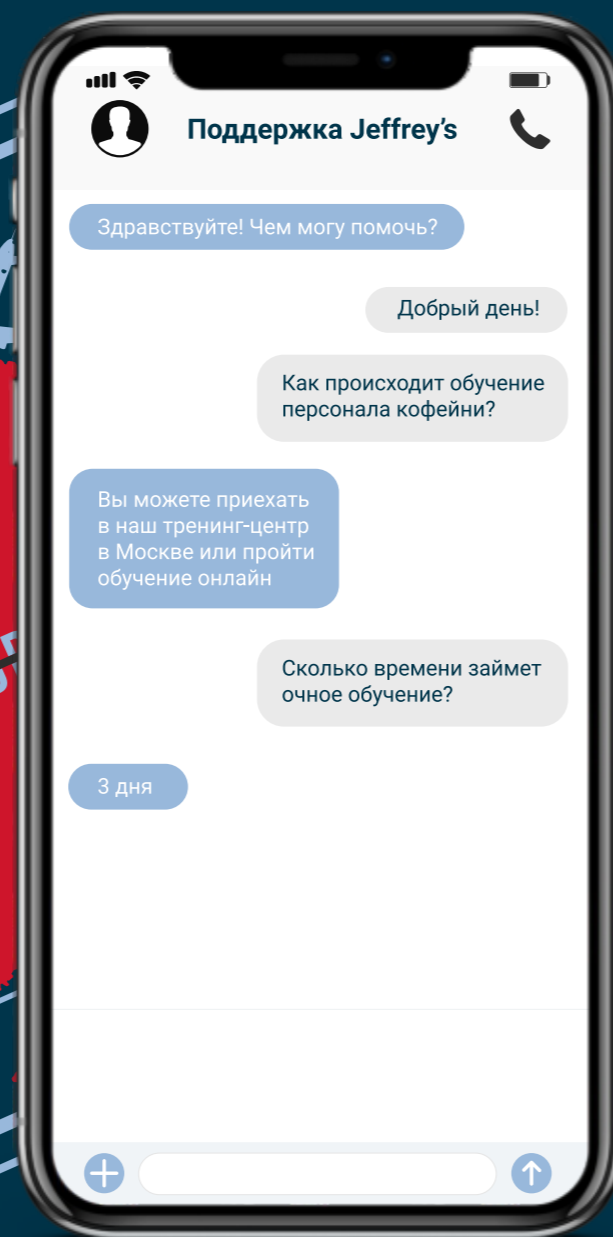 Поддержка Jeffrey’s
Здравствуйте! Чем могу помочь?
Добрый день!
Как происходит обучение
персонала кофейни?
Вы можете приехать
в наш тренинг-центр
в Москве или пройти
обучение онлайн
Сколько времени займет
очное обучение?
3 дня